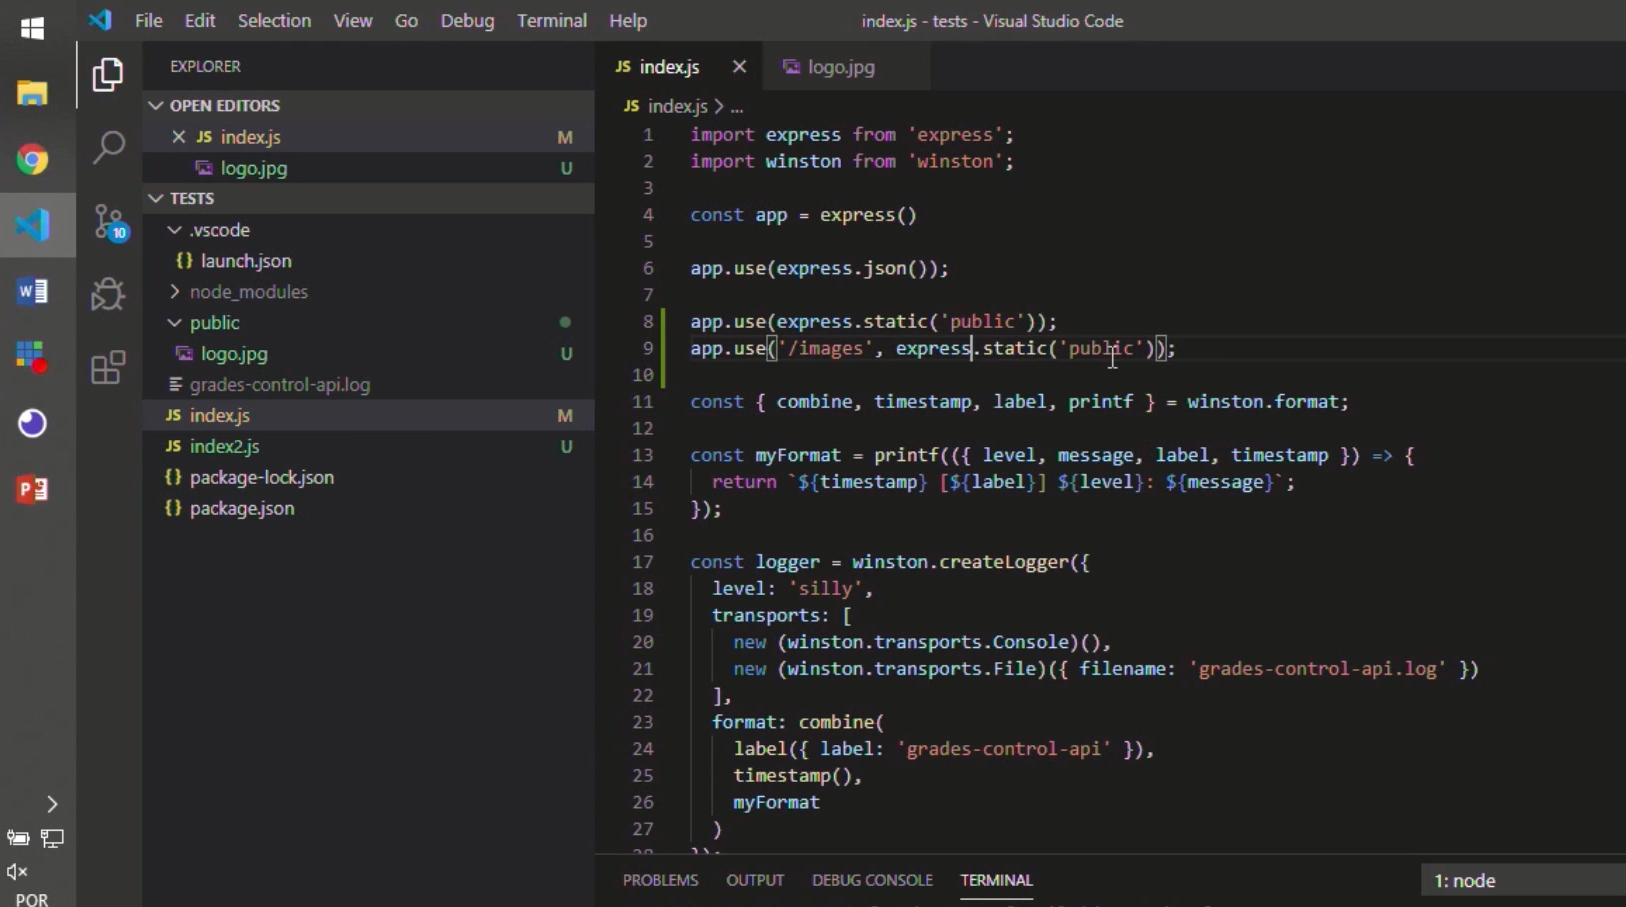 File Edit Selection View Go Debug Terminal Help
index.js - tests - Visual Studio Code
EXPLORER
OPEN EDITORS
JS index.js M
logo.jpg U
TESTS
.vscode
{} launch.json
node_modules
public
logo.jpg
grades-control-api.log
JS index.js M
JS index2.js U
{} package-lock.json
{} package.json
10
JS index.js
logo.jpg
JS index.js > ...
1 import express from 'express';
2 import winston from 'winston';
3
4 const app = express()
5
6 app.use(express.json());
7
8 app.use(express.static('public'));
9 app.use('/images', express.static('public'));
10
11 const { combine, timestamp, label, printf } = winston.format;
12
13 const myFormat = printf(({ level, message, label, timestamp }) => {
14 return `${timestamp} [${label}] ${level}: ${message}`;
15 });
16
17 const logger = winston.createLogger({
18 level: 'silly',
19 transports: [
20 new (winston.transports.Console)(),
21 new (winston.transports.File)({ filename: 'grades-control-api.log' })
22 ],
23 format: combine(
24 label({ label: 'grades-control-api' }),
25 timestamp(),
26 myFormat
27 )
PROBLEMS OUTPUT DEBUG CONSOLE TERMINAL
1: node
POR